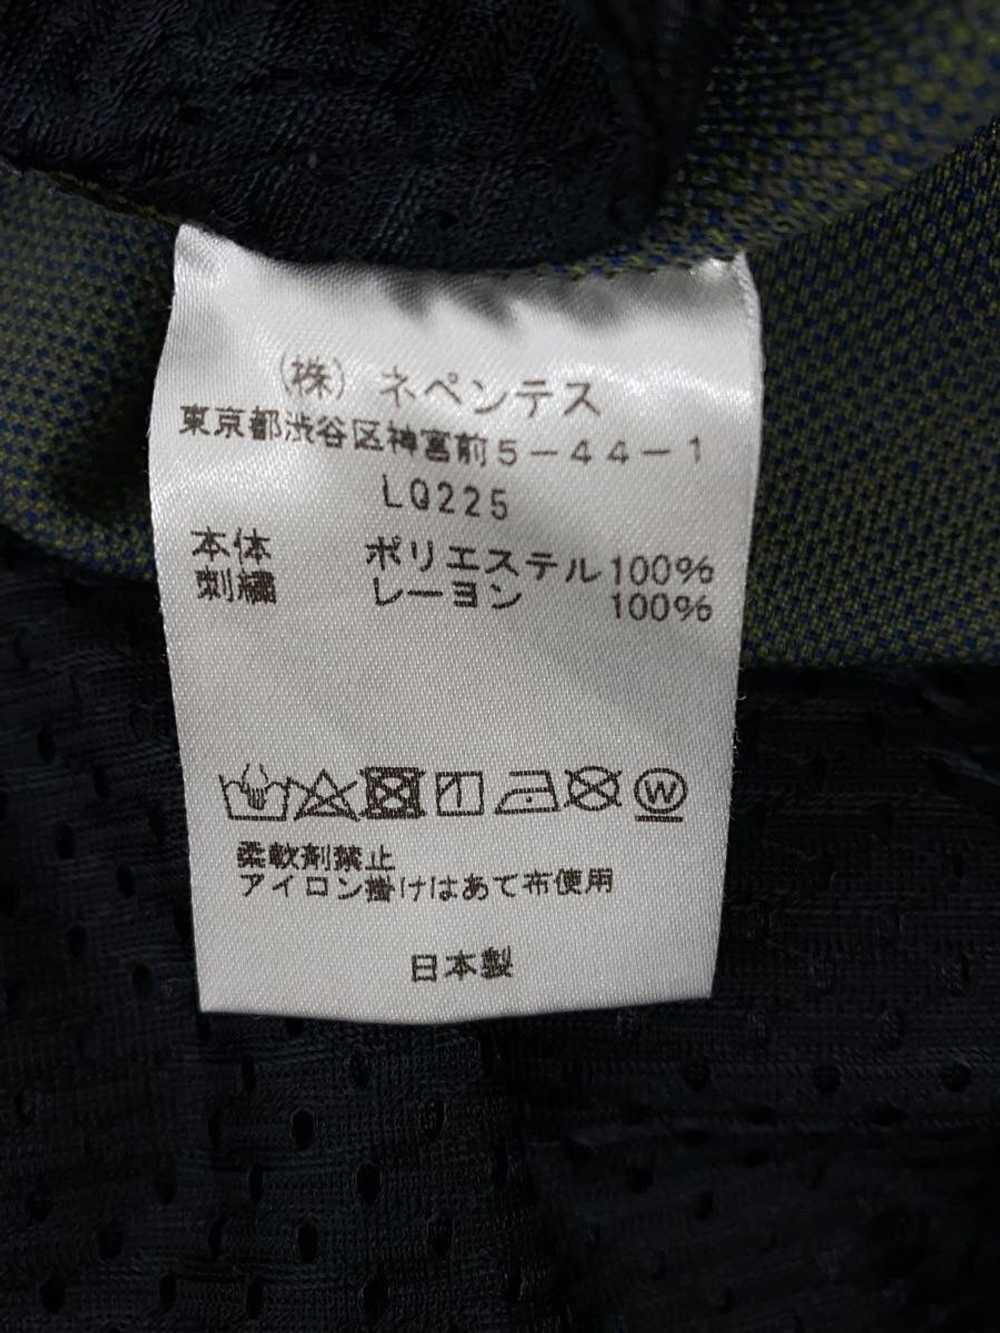 (株) ネペンテス
東京都渋谷区神宮前5-44-1
LQ225
本体 ポリエステル100%
刺繍 レーヨン 100%
W
柔軟剤禁止
アイロン掛けはあて布使用
日本製